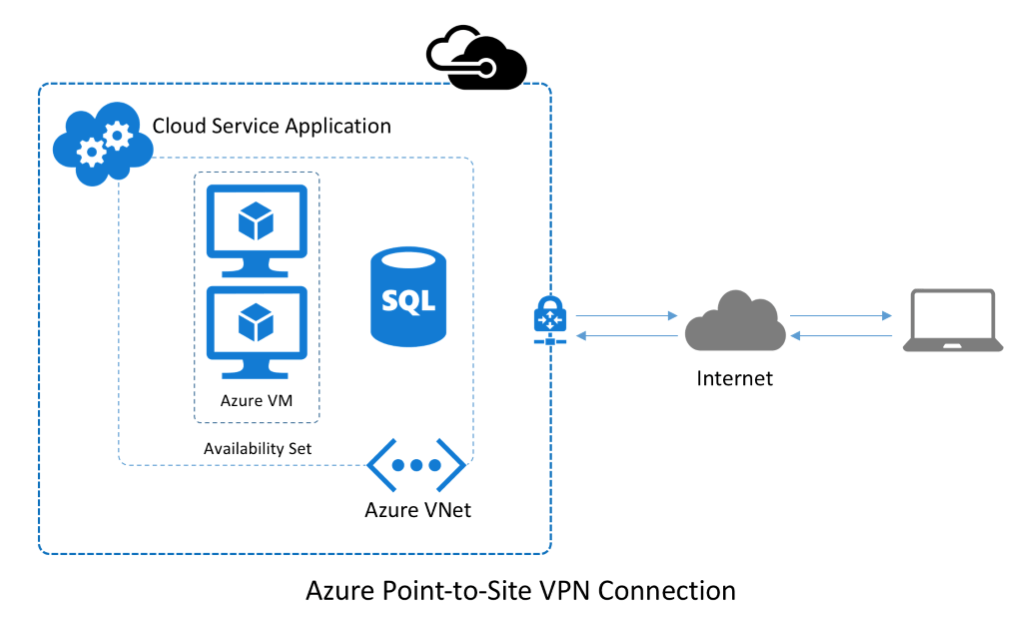 Cloud Service Application
SQL
Azure VM
Availability Set
Azure VNet
Internet
Azure Point-to-Site VPN Connection